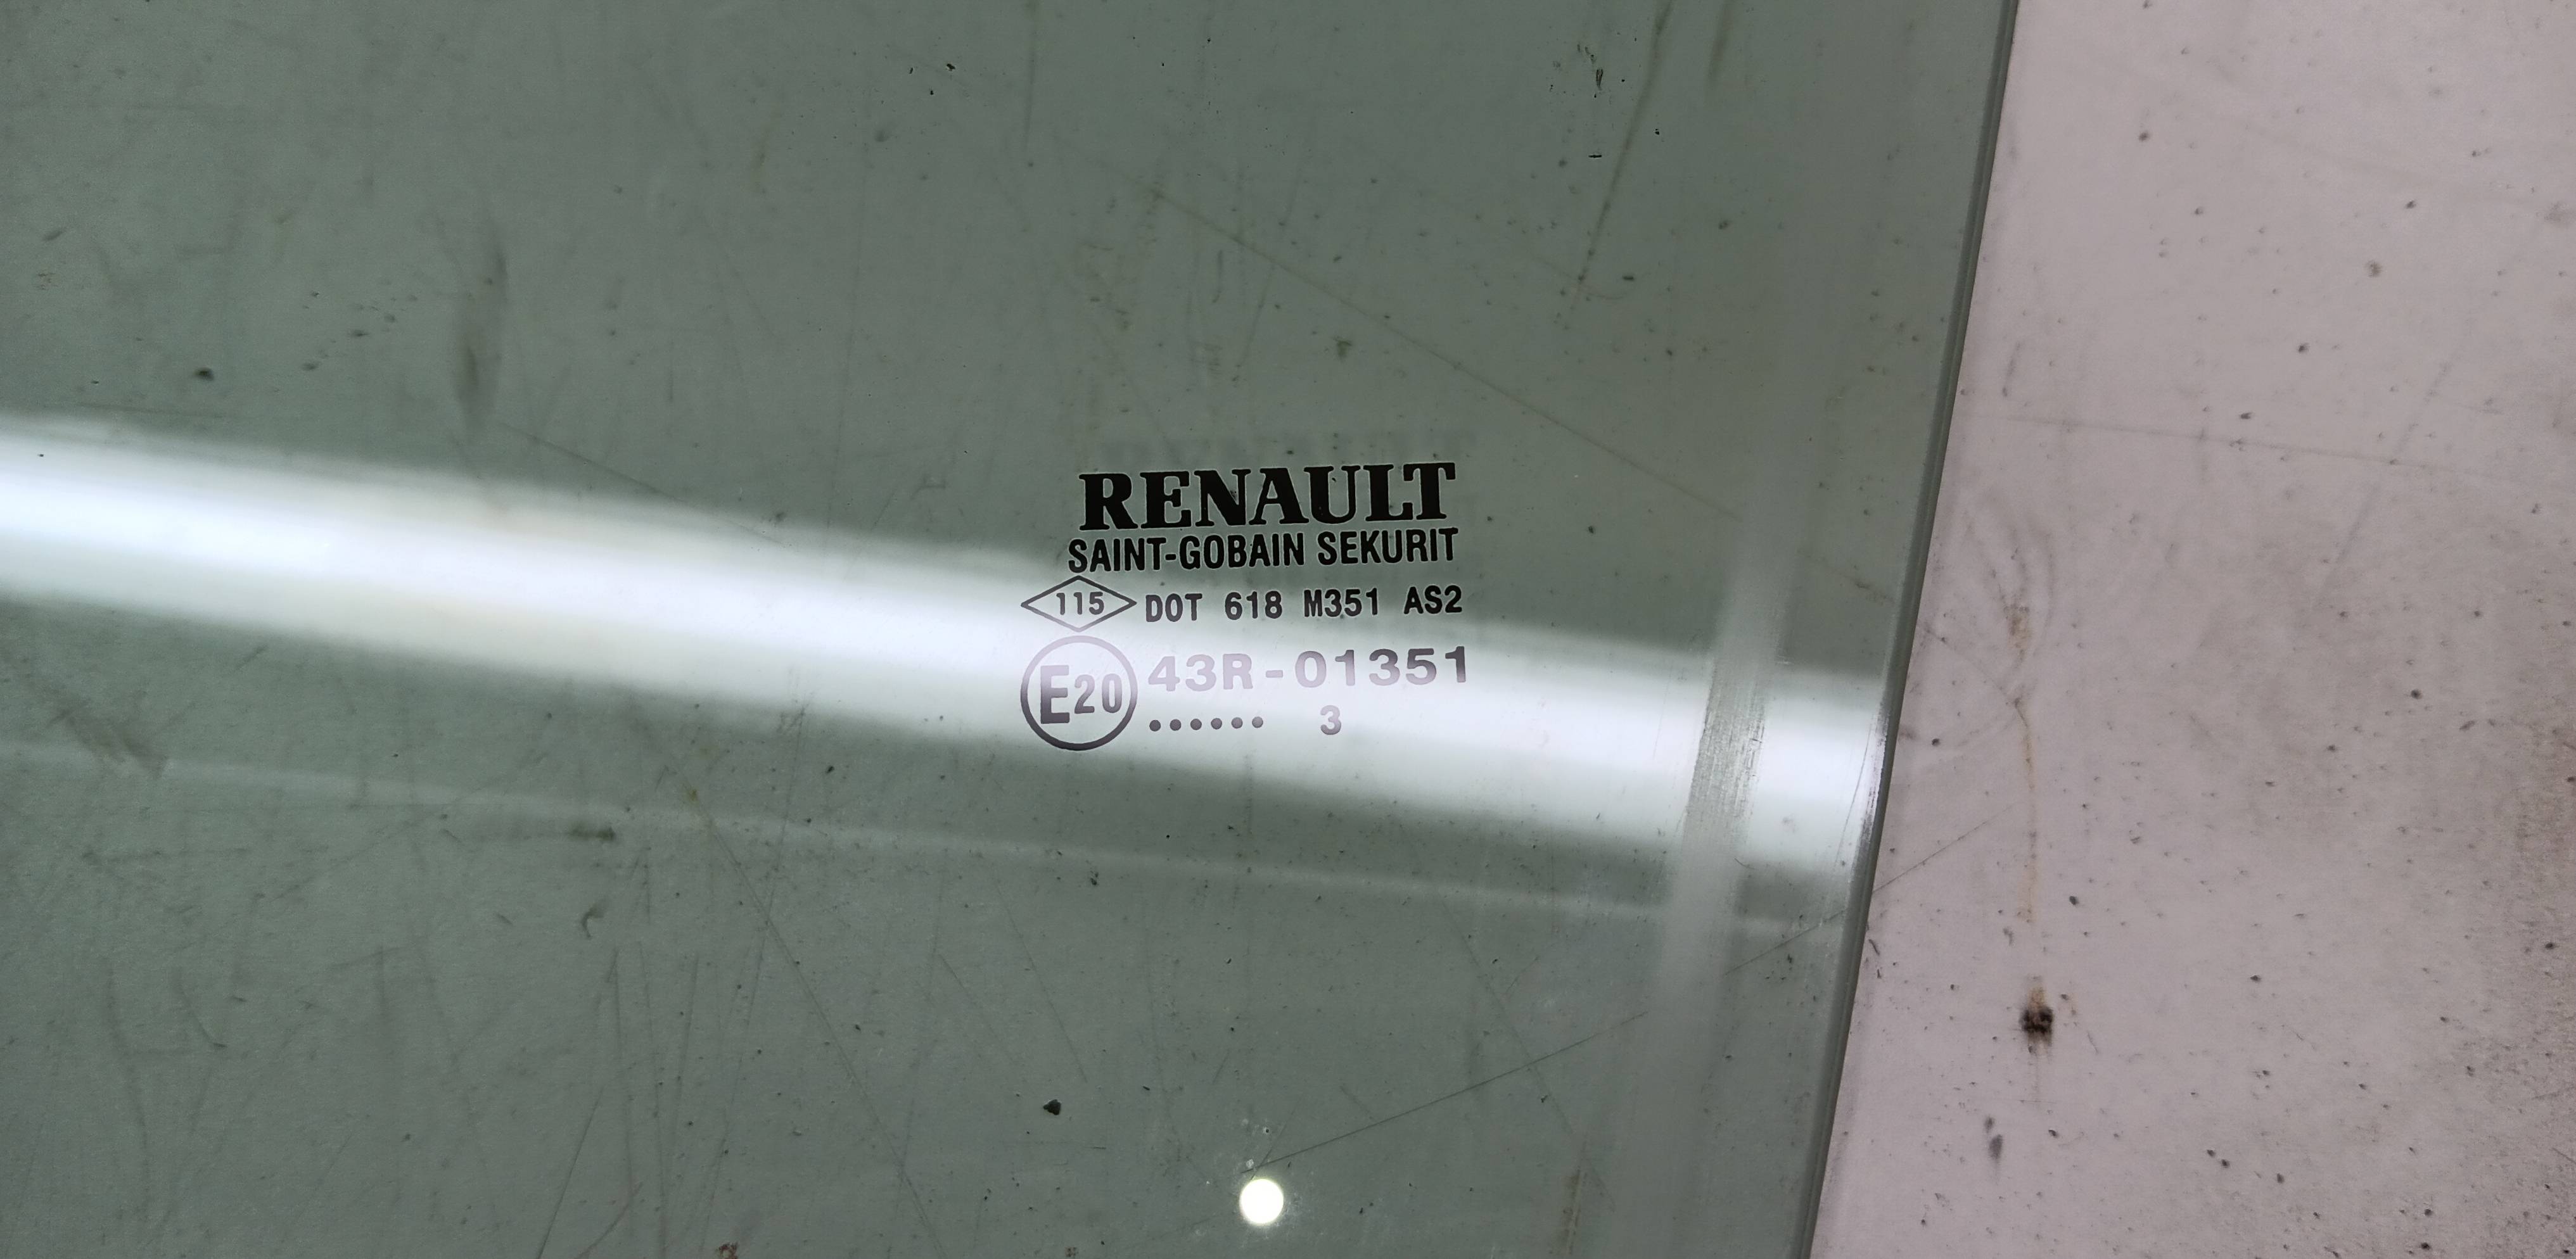 RENAULT
SAINT-GOBAIN SEKURIT
115 DOT 618 M351 AS2
E20 43R-01351
...... 3